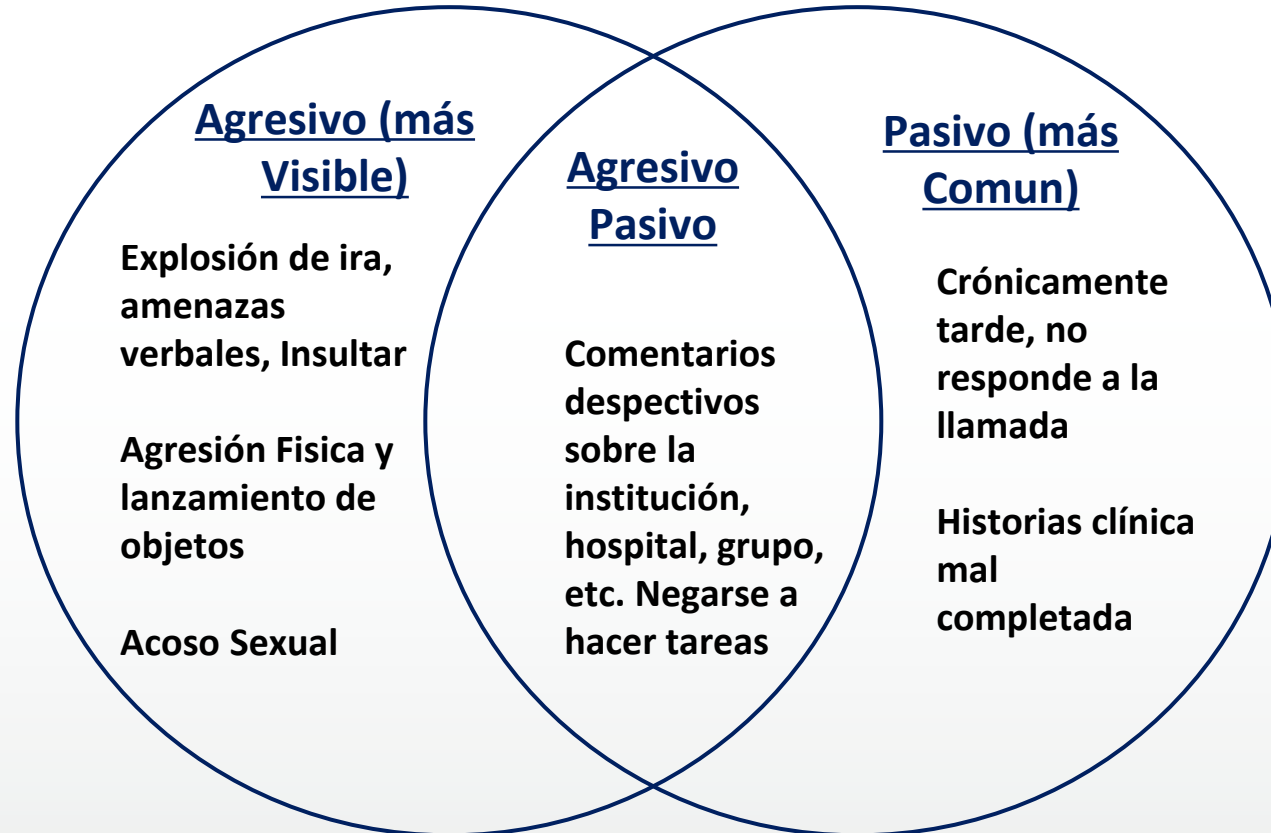 Agresivo (más
Visible)
Explosión de ira,
amenazas
verbales, Insultar
Agresión Fisica y
lanzamiento de
objetos
Acoso Sexual
Agresivo
Pasivo
Comentarios
despectivos
sobre la
institución,
hospital, grupo,
etc. Negarse a
hacer tareas
Pasivo (más
Comun)
Crónicamente
tarde, no
responde a la
llamada
Historias clínica
mal
completada